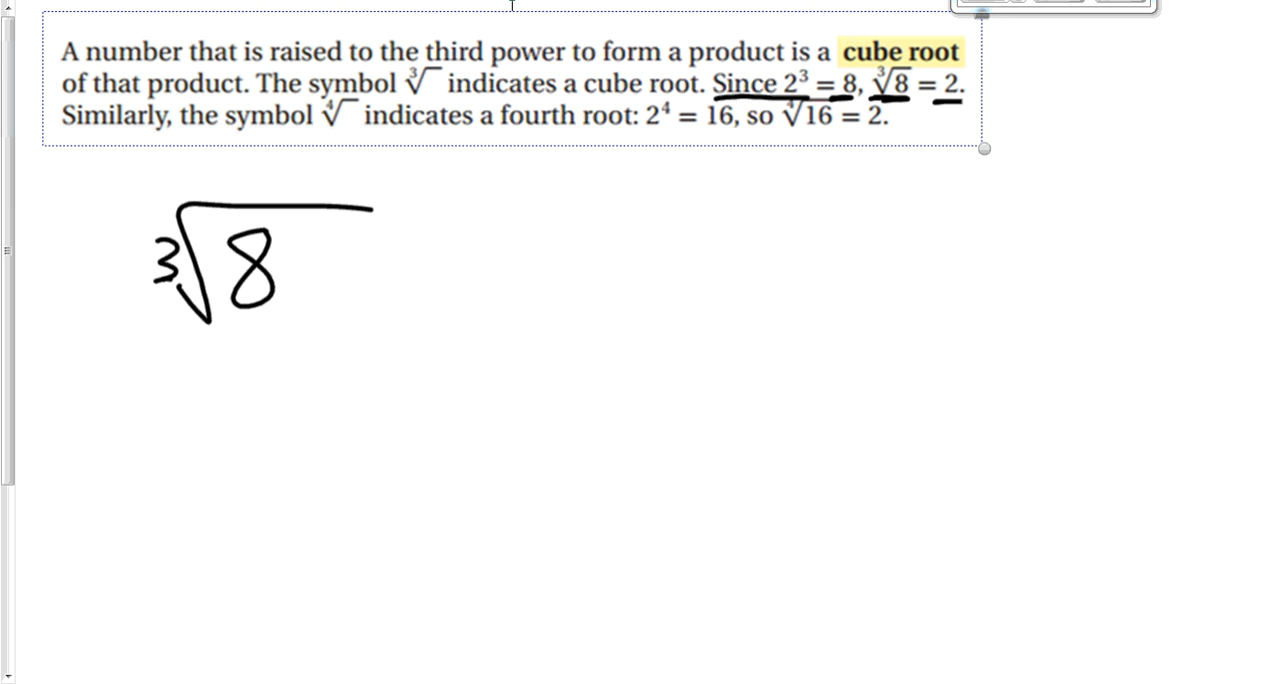 A number that is raised to the third power to form a product is a cube root
of that product. The symbol ∛ indicates a cube root. Since 2³ = 8, ∛8 = 2.
Similarly, the symbol ∜ indicates a fourth root: 2⁴ = 16, so ∜16 = 2.
∛8